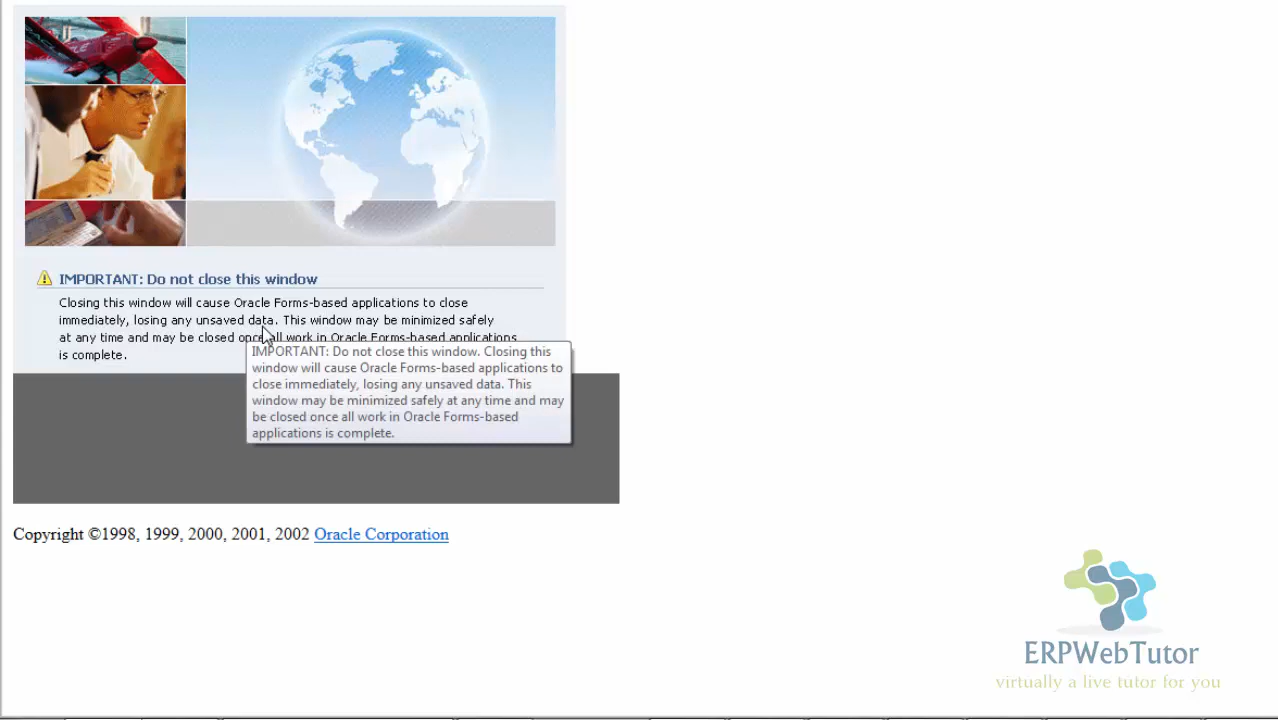 IMPORTANT: Do not close this window
Closing this window will cause Oracle Forms-based applications to close
immediately, losing any unsaved data. This window may be minimized safely
at any time and may be closed once all work in Oracle Forms-based applications
is complete.
IMPORTANT: Do not close this window. Closing this
window will cause Oracle Forms-based applications to
close immediately, losing any unsaved data. This
window may be minimized safely at any time and may
be closed once all work in Oracle Forms-based
applications is complete.
Copyright ©1998, 1999, 2000, 2001, 2002 Oracle Corporation
ERPWebTutor
virtually a live tutor for you